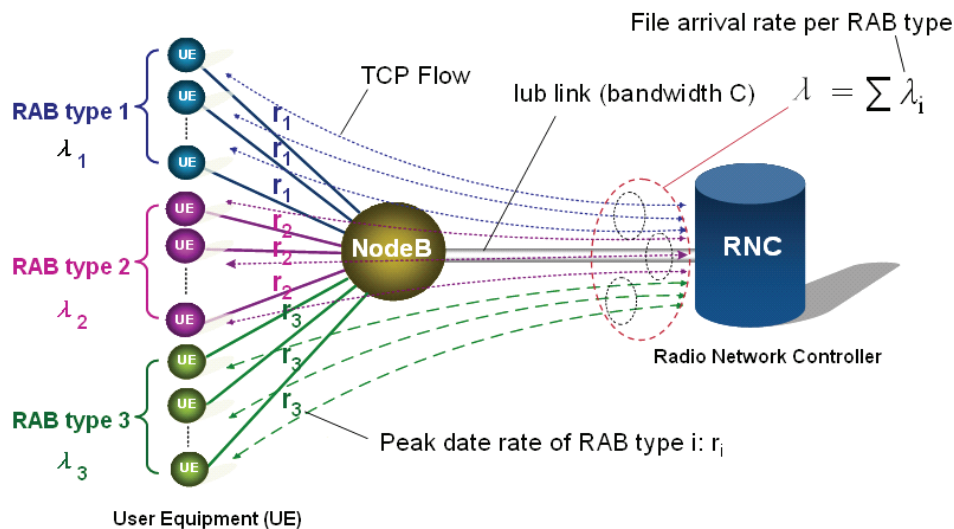 File arrival rate per RAB type
λ = ∑ λi
TCP Flow
Iub link (bandwidth C)
UE
UE
UE
RAB type 1
λ1
r1
r1
r1
UE
UE
UE
RAB type 2
λ2
r2
r2
r2
NodeB
RNC
Radio Network Controller
UE
UE
UE
RAB type 3
λ3
r3
r3
r3
Peak date rate of RAB type i: ri
User Equipment (UE)